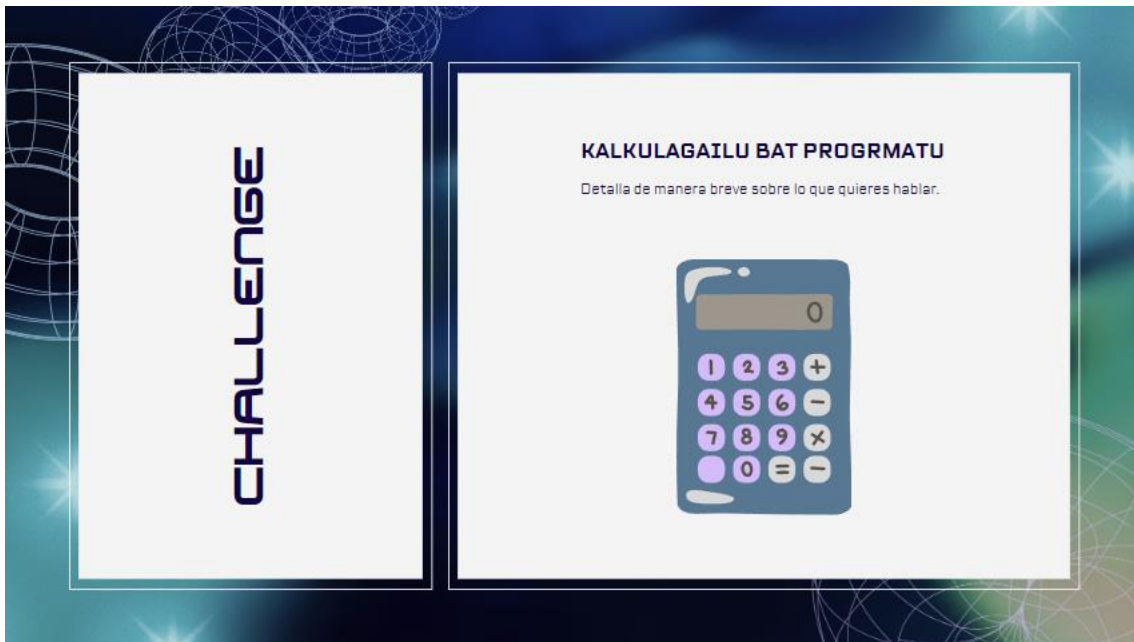 CHALLENGE
KALKULAGAILU BAT PROGRMATU
Detalla de manera breve sobre lo que quieres hablar.
0
1 2 3 +
4 5 6 -
7 8 9 ×
0 = -